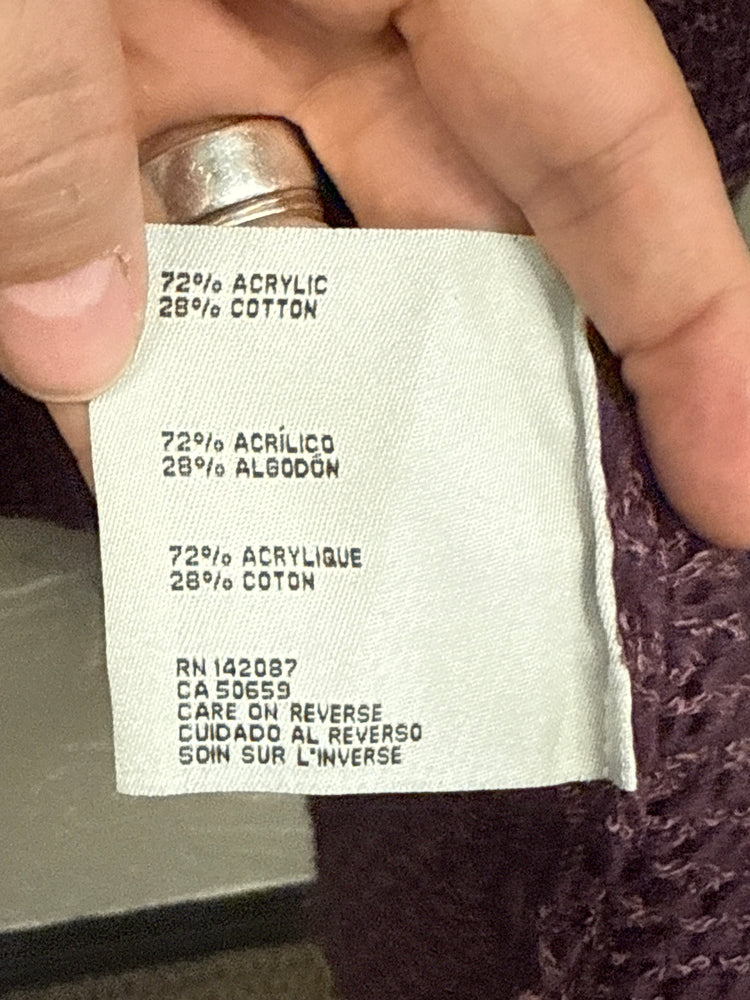 72% ACRYLIC
28% COTTON
72% ACRÍLICO
28% ALGODÓN
72% ACRYLIQUE
28% COTON
RN 142087
CA 50659
CARE ON REVERSE
CUIDADO AL REVERSO
SOIN SUR L'INVERSE